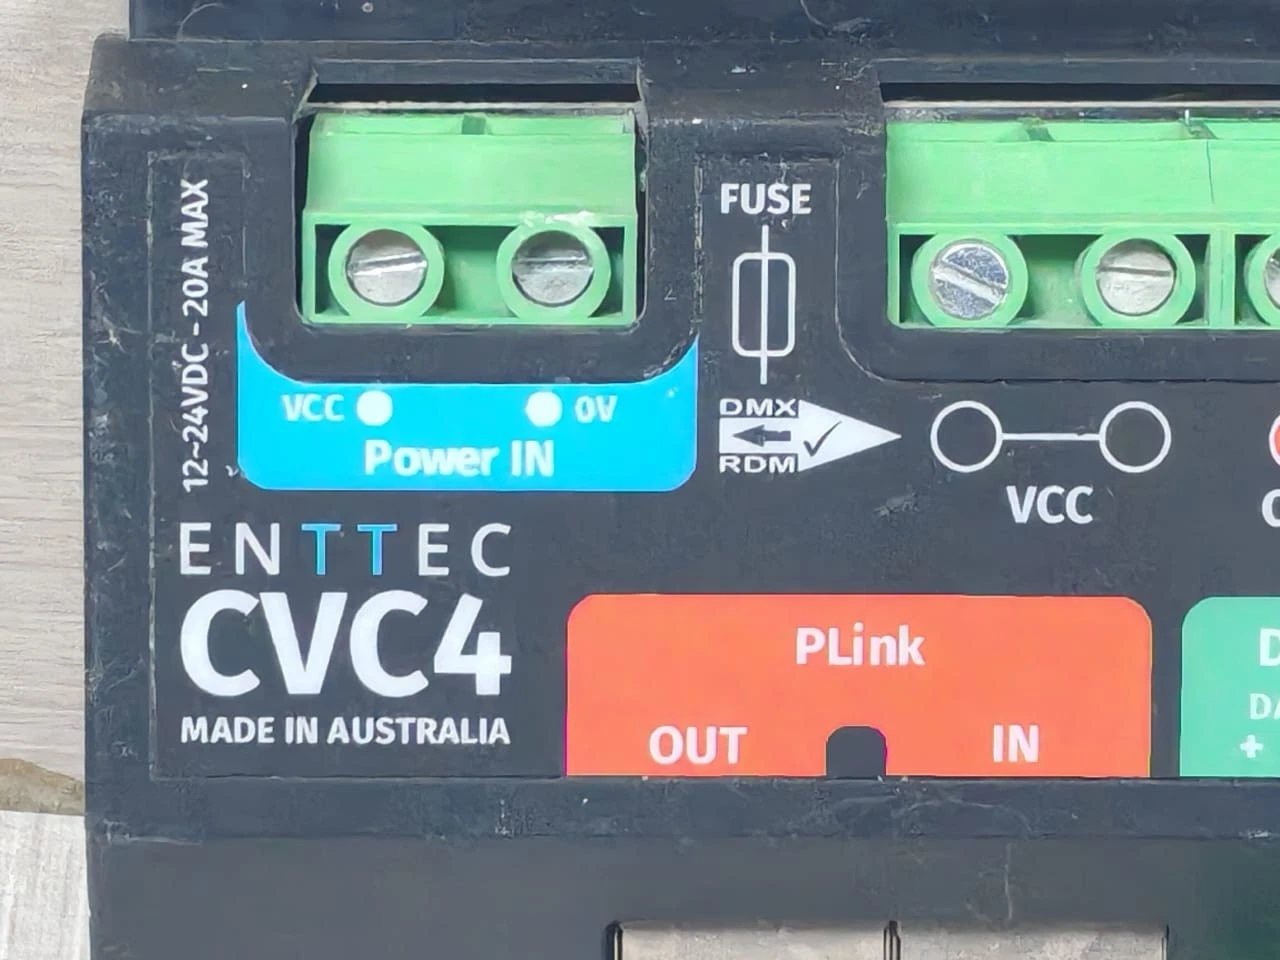 12~24VDC - 20A MAX
FUSE
VCC
0V
Power IN
DMX
RDM
VCC
ENTTEC
CVC4
MADE IN AUSTRALIA
PLink
OUT
IN
+